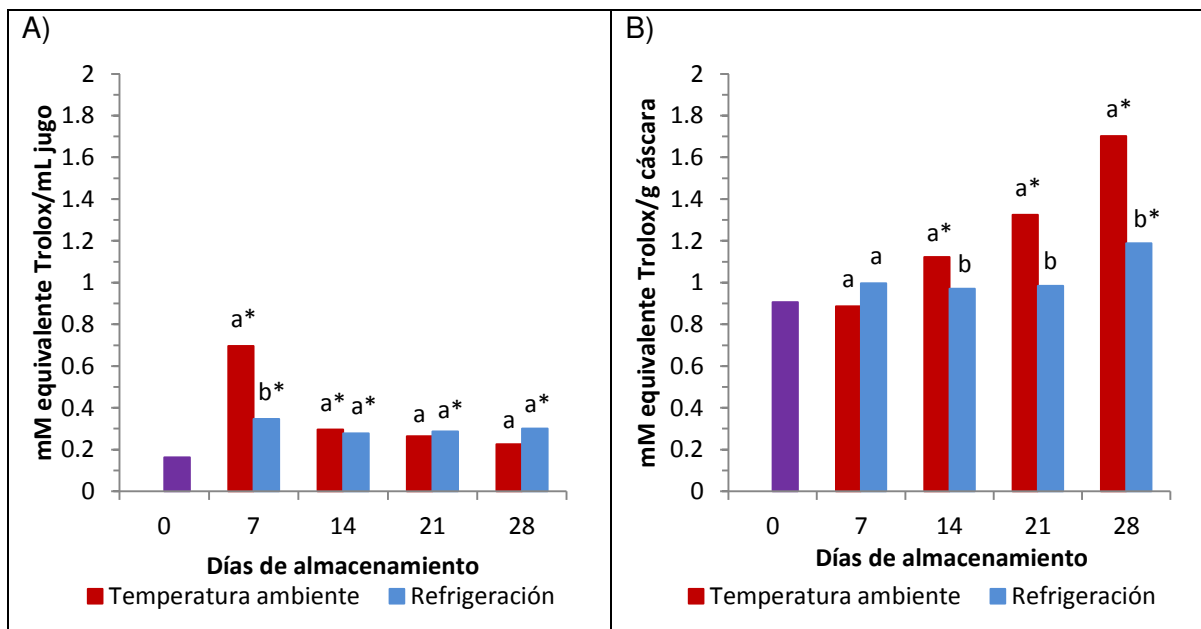 A)
mM equivalente Trolox/mL jugo
2
1.8
1.6
1.4
1.2
1
0.8
0.6
0.4
0.2
0
a*
b*
a* a*
a a*
a a*
0 7 14 21 28
Días de almacenamiento
Temperatura ambiente Refrigeración
B)
mM equivalente Trolox/g cáscara
2
1.8
1.6
1.4
1.2
1
0.8
0.6
0.4
0.2
0
a a
a* b
a* b
a* b*
0 7 14 21 28
Días de almacenamiento
Temperatura ambiente Refrigeración